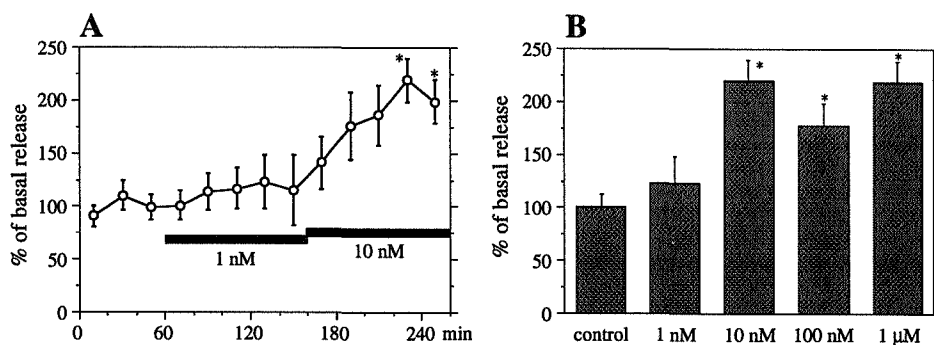 A
% of basal release
250
200
150
100
50
0
* *
1 nM
10 nM
0 60 120 180 240 min
B
% of basal release
250
200
150
100
50
0
* * *
control 1 nM 10 nM 100 nM 1 µM